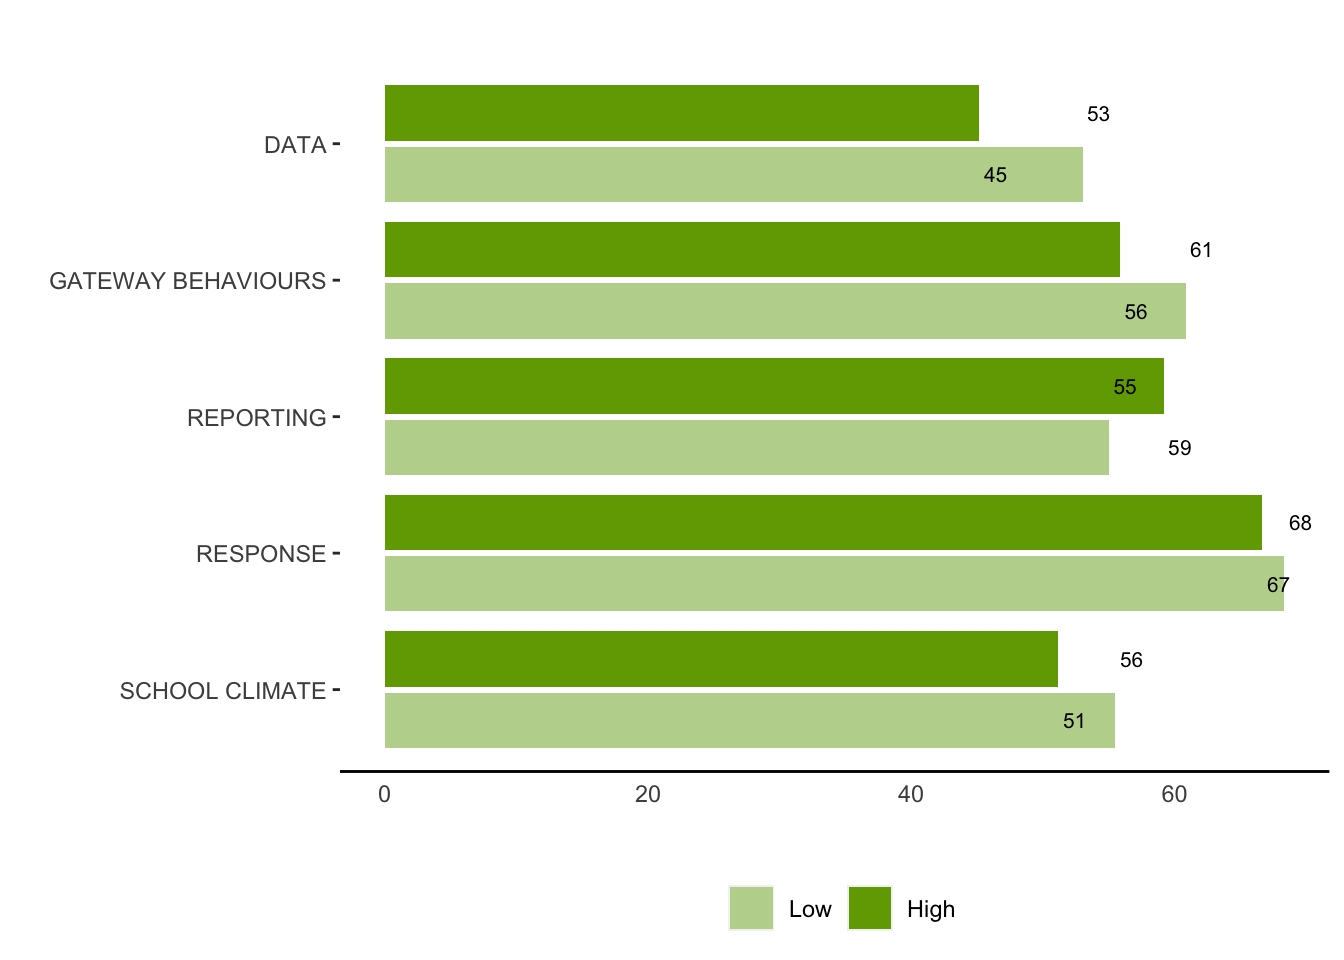 53
DATA
45
61
GATEWAY BEHAVIOURS
56
55
REPORTING
59
68
RESPONSE
67
56
SCHOOL CLIMATE
51
0 20 40 60
Low High